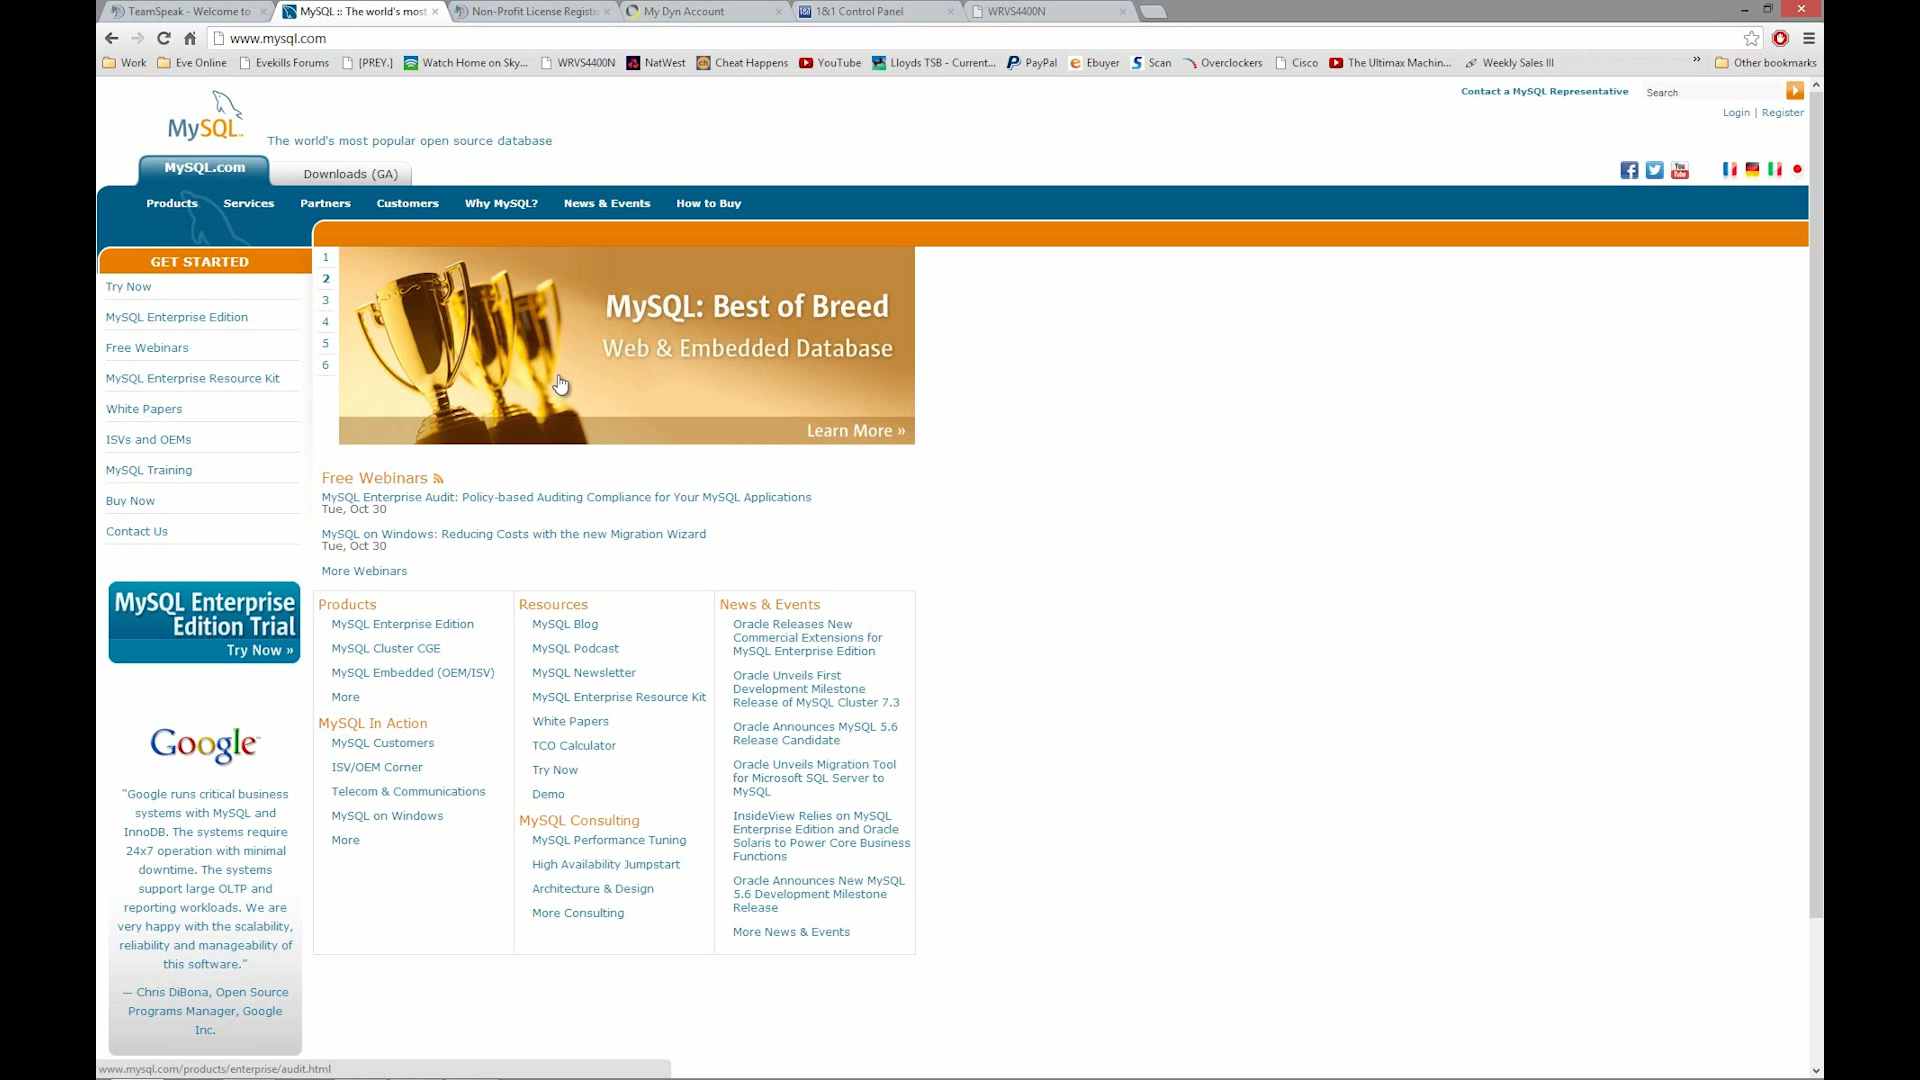 TeamSpeak - Welcome to
MySQL :: The world's most
Non-Profit License Registra
My Dyn Account
1&1 Control Panel
WRVS4400N
www.mysql.com
Work
Eve Online
Evekills Forums
[PREY.]
Watch Home on Sky...
WRVS4400N
NatWest
Cheat Happens
YouTube
Lloyds TSB - Current...
PayPal
Ebuyer
Scan
Overclockers
Cisco
The Ultimax Machin...
Weekly Sales III
Other bookmarks
Contact a MySQL Representative
Search
Login | Register
MySQL
The world's most popular open source database
MySQL.com
Downloads (GA)
Products
Services
Partners
Customers
Why MySQL?
News & Events
How to Buy
GET STARTED
Try Now
MySQL Enterprise Edition
Free Webinars
MySQL Enterprise Resource Kit
White Papers
ISVs and OEMs
MySQL Training
Buy Now
Contact Us
1
2
3
4
5
6
MySQL: Best of Breed
Web & Embedded Database
Learn More »
Free Webinars
MySQL Enterprise Audit: Policy-based Auditing Compliance for Your MySQL Applications
Tue, Oct 30
MySQL on Windows: Reducing Costs with the new Migration Wizard
Tue, Oct 30
More Webinars
MySQL Enterprise
Edition Trial
Try Now »
Google
“Google runs critical business
systems with MySQL and
InnoDB. The systems require
24x7 operation with minimal
downtime. The systems
support large OLTP and
reporting workloads. We are
very happy with the scalability,
reliability and manageability of
this software.”
— Chris DiBona, Open Source
Programs Manager, Google
Inc.
Products
MySQL Enterprise Edition
MySQL Cluster CGE
MySQL Embedded (OEM/ISV)
More
MySQL In Action
MySQL Customers
ISV/OEM Corner
Telecom & Communications
MySQL on Windows
More
Resources
MySQL Blog
MySQL Podcast
MySQL Newsletter
MySQL Enterprise Resource Kit
White Papers
TCO Calculator
Try Now
Demo
MySQL Consulting
MySQL Performance Tuning
High Availability Jumpstart
Architecture & Design
More Consulting
News & Events
Oracle Releases New
Commercial Extensions for
MySQL Enterprise Edition
Oracle Unveils First
Development Milestone
Release of MySQL Cluster 7.3
Oracle Announces MySQL 5.6
Release Candidate
Oracle Unveils Migration Tool
for Microsoft SQL Server to
MySQL
InsideView Relies on MySQL
Enterprise Edition and Oracle
Solaris to Power Core Business
Functions
Oracle Announces New MySQL
5.6 Development Milestone
Release
More News & Events
www.mysql.com/products/enterprise/audit.html